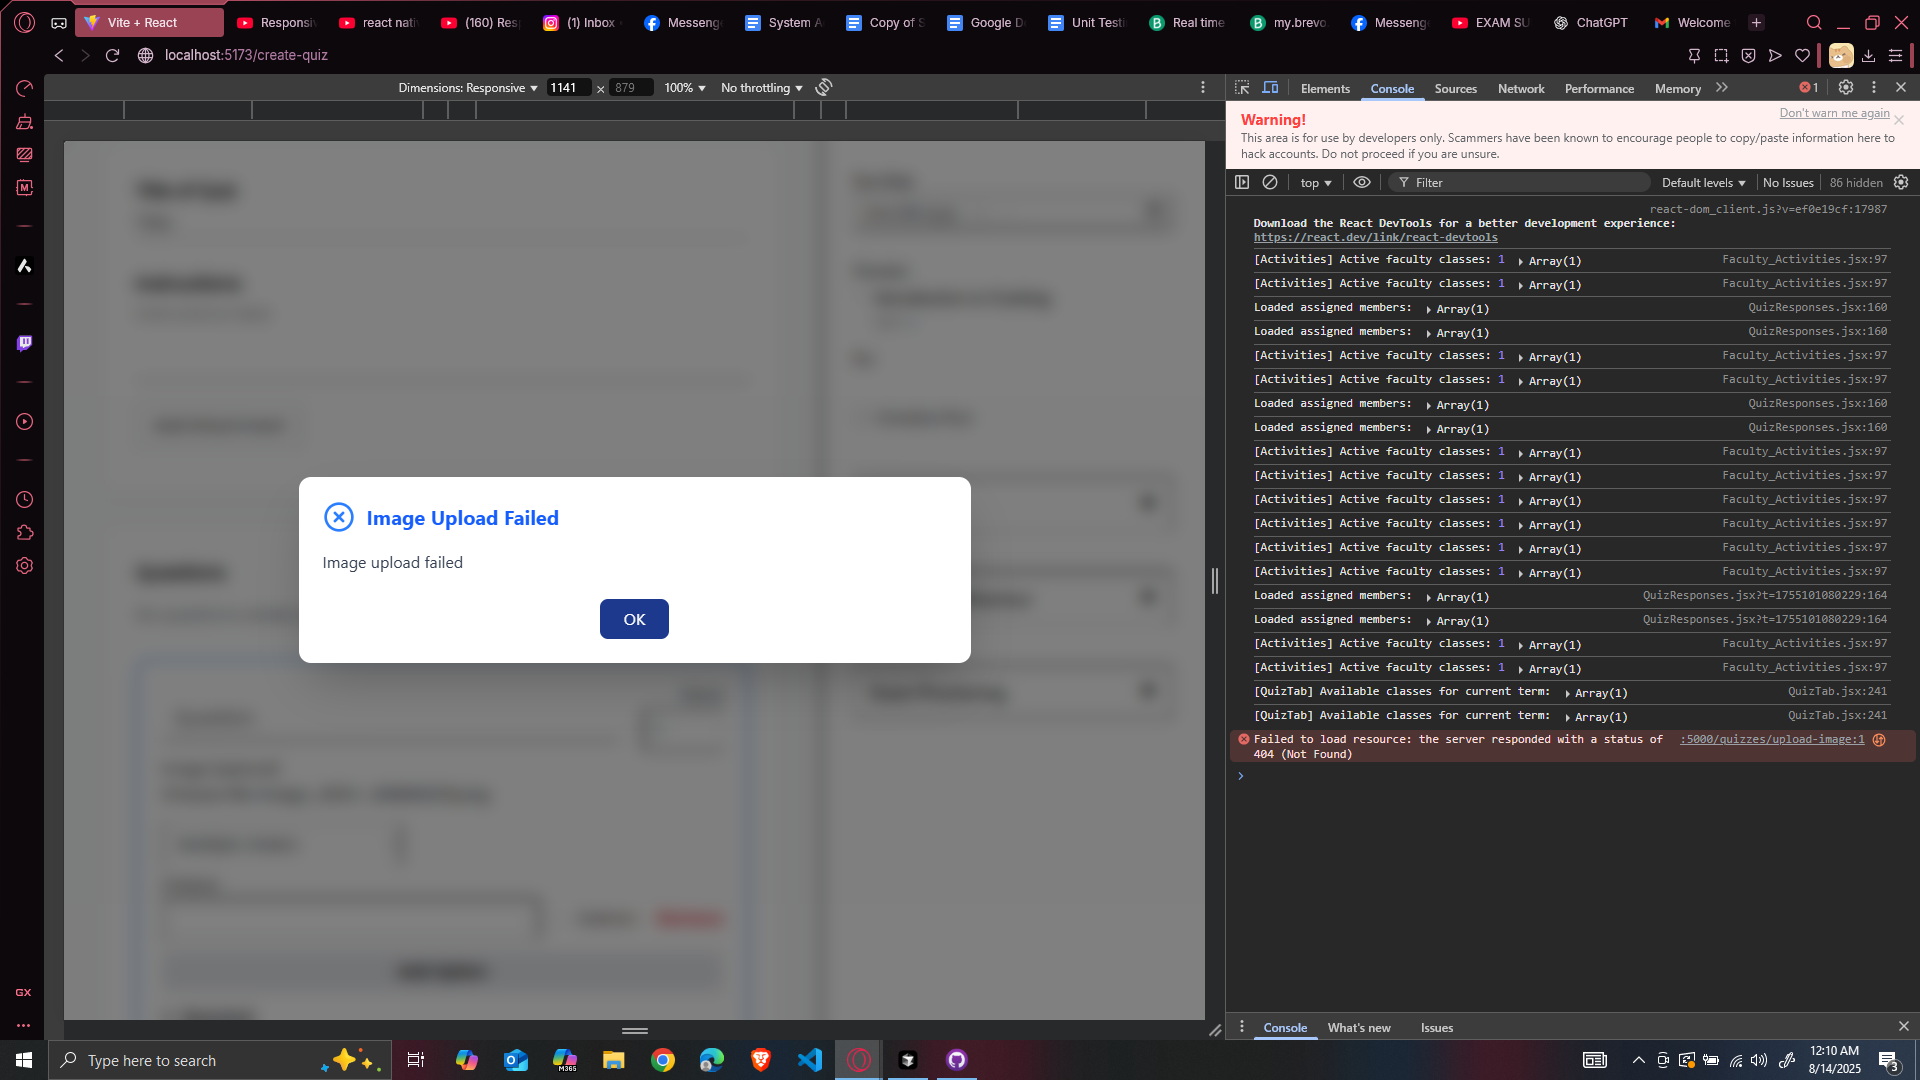 Vite + React
Responsiv
react nati
(160) Res
(1) Inbox
Messeng
System A
Copy of S
Google D
Unit Testi
Real time
my.brevo.
Messeng
EXAM SU
ChatGPT
Welcome
localhost:5173/create-quiz
Dimensions: Responsive
1141 × 879
100%
No throttling
Elements
Console
Sources
Network
Performance
Memory
1
Warning!
Don't warn me again
This area is for use by developers only. Scammers have been known to encourage people to copy/paste information here to
hack accounts. Do not proceed if you are unsure.
top
Filter
Default levels
No Issues
86 hidden
react-dom_client.js?v=ef0e19cf:17987
Download the React DevTools for a better development experience:
https://react.dev/link/react-devtools
[Activities] Active faculty classes: 1 Array(1) Faculty_Activities.jsx:97
[Activities] Active faculty classes: 1 Array(1) Faculty_Activities.jsx:97
Loaded assigned members: Array(1) QuizResponses.jsx:160
Loaded assigned members: Array(1) QuizResponses.jsx:160
[Activities] Active faculty classes: 1 Array(1) Faculty_Activities.jsx:97
[Activities] Active faculty classes: 1 Array(1) Faculty_Activities.jsx:97
Loaded assigned members: Array(1) QuizResponses.jsx:160
Loaded assigned members: Array(1) QuizResponses.jsx:160
[Activities] Active faculty classes: 1 Array(1) Faculty_Activities.jsx:97
[Activities] Active faculty classes: 1 Array(1) Faculty_Activities.jsx:97
[Activities] Active faculty classes: 1 Array(1) Faculty_Activities.jsx:97
[Activities] Active faculty classes: 1 Array(1) Faculty_Activities.jsx:97
[Activities] Active faculty classes: 1 Array(1) Faculty_Activities.jsx:97
[Activities] Active faculty classes: 1 Array(1) Faculty_Activities.jsx:97
Loaded assigned members: Array(1) QuizResponses.jsx?t=1755101080229:164
Loaded assigned members: Array(1) QuizResponses.jsx?t=1755101080229:164
[Activities] Active faculty classes: 1 Array(1) Faculty_Activities.jsx:97
[Activities] Active faculty classes: 1 Array(1) Faculty_Activities.jsx:97
[QuizTab] Available classes for current term: Array(1) QuizTab.jsx:241
[QuizTab] Available classes for current term: Array(1) QuizTab.jsx:241
Failed to load resource: the server responded with a status of :5000/quizzes/upload-image:1
404 (Not Found)
Image Upload Failed
Image upload failed
OK
GX
Console
What's new
Issues
Type here to search
M365
12:10 AM
8/14/2025
3